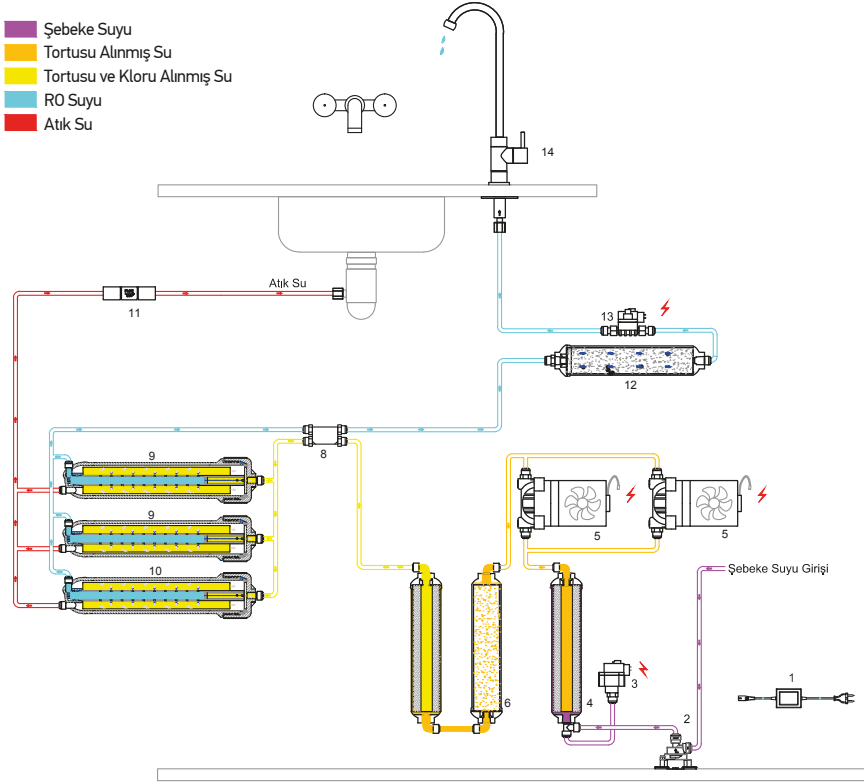 Şebeke Suyu
Tortusu Alınmış Su
Tortusu ve Kloru Alınmış Su
RO Suyu
Atık Su
14
Atık Su
11
13
12
8
9
9
10
5
5
Şebeke Suyu Girişi
6
4
3
2
1